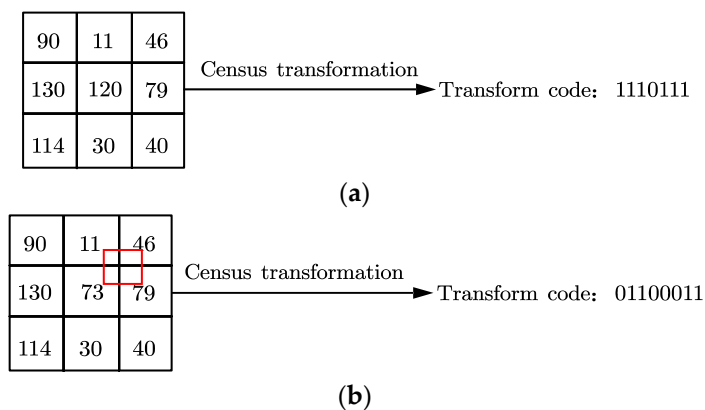 90 11 46
Census transformation
130 120 79
Transform code: 1110111
114 30 40
(a)
90 11 46
Census transformation
130 73 79
Transform code: 01100011
114 30 40
(b)